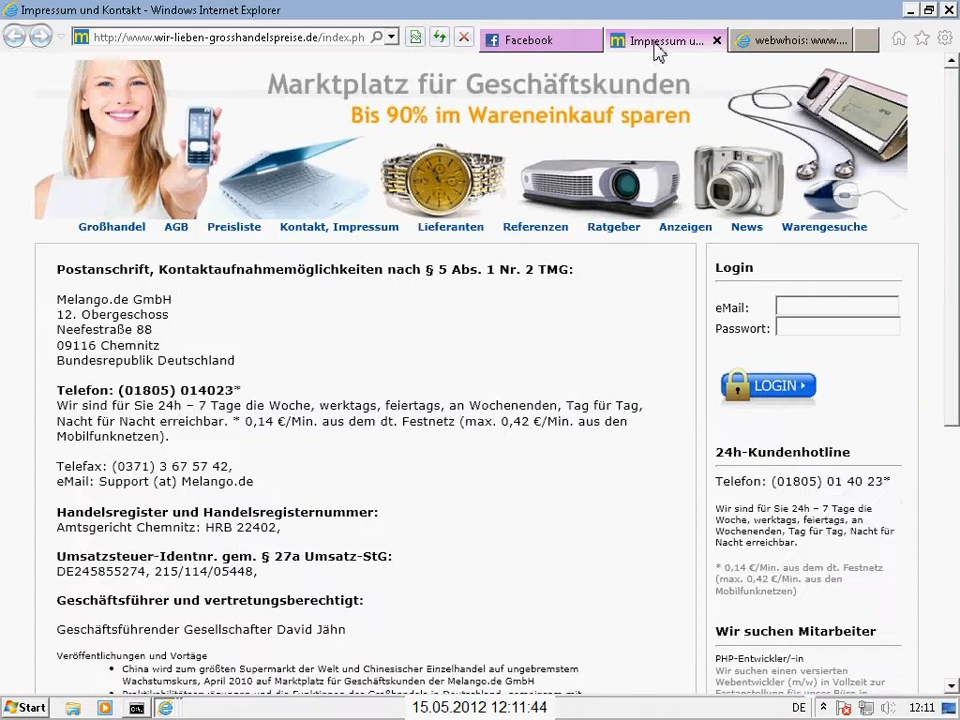 Impressum und Kontakt - Windows Internet Explorer
http://www.wir-lieben-grosshandelspreise.de/index.ph
Facebook
Impressum u...
webwhois: www....
Marktplatz für Geschäftskunden
Bis 90% im Wareneinkauf sparen
Großhandel AGB Preisliste Kontakt, Impressum Lieferanten Referenzen Ratgeber Anzeigen News Warengesuche
Postanschrift, Kontaktaufnahmemöglichkeiten nach § 5 Abs. 1 Nr. 2 TMG:
Melango.de GmbH
12. Obergeschoss
Neefestraße 88
09116 Chemnitz
Bundesrepublik Deutschland
Telefon: (01805) 014023*
Wir sind für Sie 24h – 7 Tage die Woche, werktags, feiertags, an Wochenenden, Tag für Tag,
Nacht für Nacht erreichbar. * 0,14 €/Min. aus dem dt. Festnetz (max. 0,42 €/Min. aus den
Mobilfunknetzen).
Telefax: (0371) 3 67 57 42,
eMail: Support (at) Melango.de
Handelsregister und Handelsregisternummer:
Amtsgericht Chemnitz: HRB 22402,
Umsatzsteuer-Identnr. gem. § 27a Umsatz-StG:
DE245855274, 215/114/05448,
Geschäftsführer und vertretungsberechtigt:
Geschäftsführender Gesellschafter David Jähn
Veröffentlichungen und Vortäge
China wird zum größten Supermarkt der Welt und Chinesischer Einzelhandel auf ungebremstem
Wachstumskurs, April 2010 auf Marktplatz für Geschäftskunden der Melango.de GmbH
Login
eMail:
Passwort:
LOGIN
24h-Kundenhotline
Telefon: (01805) 01 40 23*
Wir sind für Sie 24h – 7 Tage die
Woche, werktags, feiertags, an
Wochenenden, Tag für Tag, Nacht für
Nacht erreichbar.
* 0,14 €/Min. aus dem dt. Festnetz
(max. 0,42 €/Min. aus den
Mobilfunknetzen)
Wir suchen Mitarbeiter
PHP-Entwickler/-in
Wir suchen einen versierten
Webentwickler (m/w) in Vollzeit zur
Festanstellung für unser Büro in
Start
15.05.2012 12:11:44
DE
12:11